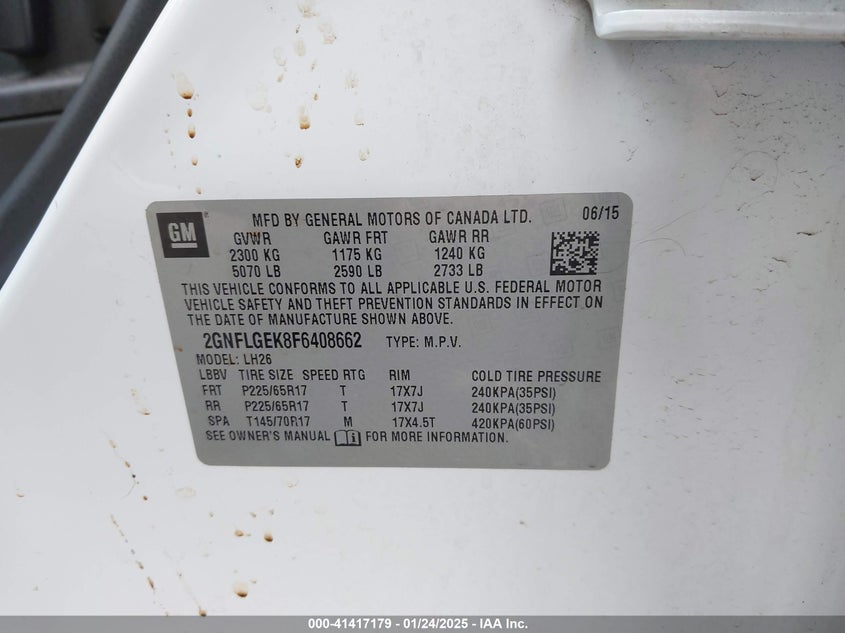 GM
MFD BY GENERAL MOTORS OF CANADA LTD. 06/15
GVWR GAWR FRT GAWR RR
2300 KG 1175 KG 1240 KG
5070 LB 2590 LB 2733 LB
THIS VEHICLE CONFORMS TO ALL APPLICABLE U.S. FEDERAL MOTOR
VEHICLE SAFETY AND THEFT PREVENTION STANDARDS IN EFFECT ON
THE DATE OF MANUFACTURE SHOWN ABOVE.
2GNFLGEK8F6408662 TYPE: M.P.V.
MODEL: LH26
LBBV TIRE SIZE SPEED RTG RIM COLD TIRE PRESSURE
FRT P225/65R17 T 17X7J 240KPA(35PSI)
RR P225/65R17 T 17X7J 240KPA(35PSI)
SPA T145/70R17 M 17X4.5T 420KPA(60PSI)
SEE OWNER'S MANUAL FOR MORE INFORMATION.
000-41417179 - 01/24/2025 - IAA Inc.